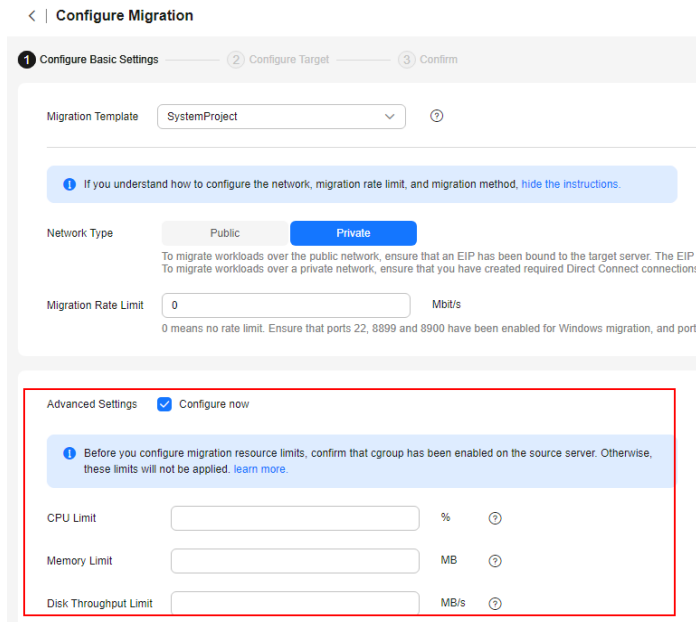 Configure Migration
1 Configure Basic Settings 2 Configure Target 3 Confirm
Migration Template SystemProject
If you understand how to configure the network, migration rate limit, and migration method, hide the instructions.
Network Type Public Private
To migrate workloads over the public network, ensure that an EIP has been bound to the target server. The EIP
To migrate workloads over a private network, ensure that you have created required Direct Connect connections
Migration Rate Limit 0 Mbit/s
0 means no rate limit. Ensure that ports 22, 8899 and 8900 have been enabled for Windows migration, and port
Advanced Settings Configure now
Before you configure migration resource limits, confirm that cgroup has been enabled on the source server. Otherwise,
these limits will not be applied. learn more.
CPU Limit %
Memory Limit MB
Disk Throughput Limit MB/s